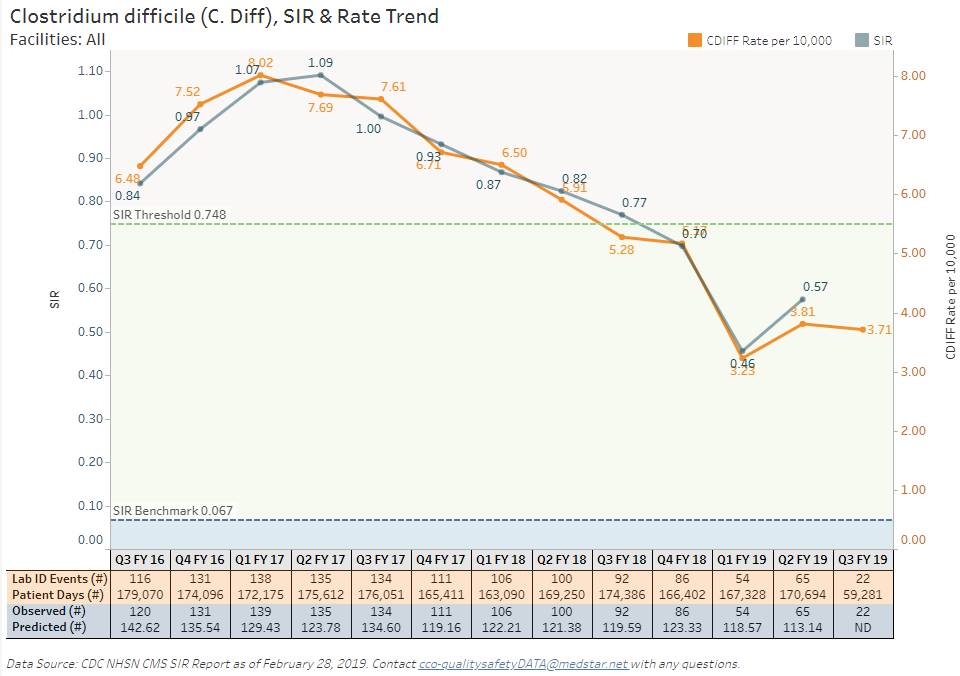 Clostridium difficile (C. Diff), SIR & Rate Trend
Facilities: All
CDIFF Rate per 10,000 SIR
1.10
1.00
0.90
0.80
0.70
0.60
0.50
0.40
0.30
0.20
0.10
0.00
SIR
8.00
7.00
6.00
5.00
4.00
3.00
2.00
1.00
0.00
CDIFF Rate per 10,000
6.48 7.52 8.02 7.69 7.61 6.71 6.50 5.91 5.28 5.17 3.23 3.81 3.71
0.84 0.97 1.07 1.09 1.00 0.93 0.87 0.82 0.77 0.70 0.46 0.57
SIR Threshold 0.748
SIR Benchmark 0.067
Q3 FY 16 Q4 FY 16 Q1 FY 17 Q2 FY 17 Q3 FY 17 Q4 FY 17 Q1 FY 18 Q2 FY 18 Q3 FY 18 Q4 FY 18 Q1 FY 19 Q2 FY 19 Q3 FY 19
Lab ID Events (#) 116 131 138 135 134 111 106 100 92 86 54 65 22
Patient Days (#) 179,070 174,096 172,175 175,612 176,051 165,411 163,090 169,250 174,386 166,402 167,328 170,694 59,281
Observed (#) 120 131 139 135 134 111 106 100 92 86 54 65 22
Predicted (#) 142.62 135.54 129.43 123.78 134.60 119.16 122.21 121.38 119.59 123.33 118.57 113.14 ND
Data Source: CDC NHSN CMS SIR Report as of February 28, 2019. Contact cco-qualitysafetyDATA@medstar.net with any questions.